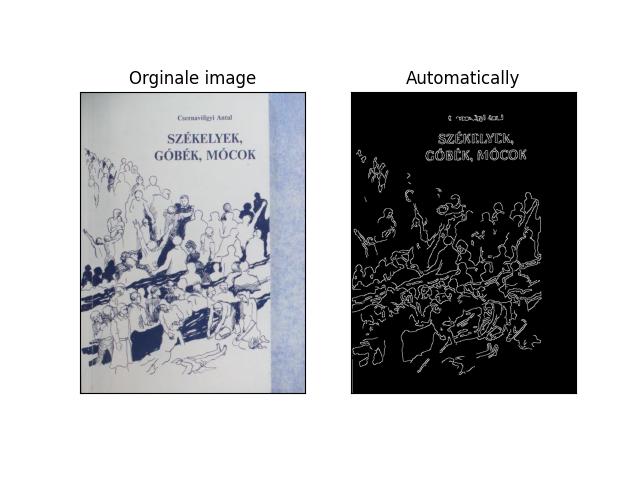 Orginale image
Automatically
Csernavölgyi Antal
SZÉKELYEK,
GÓBÉK, MÓCOK
SZÉKELYEK,
GÓBÉK, MÓCOK